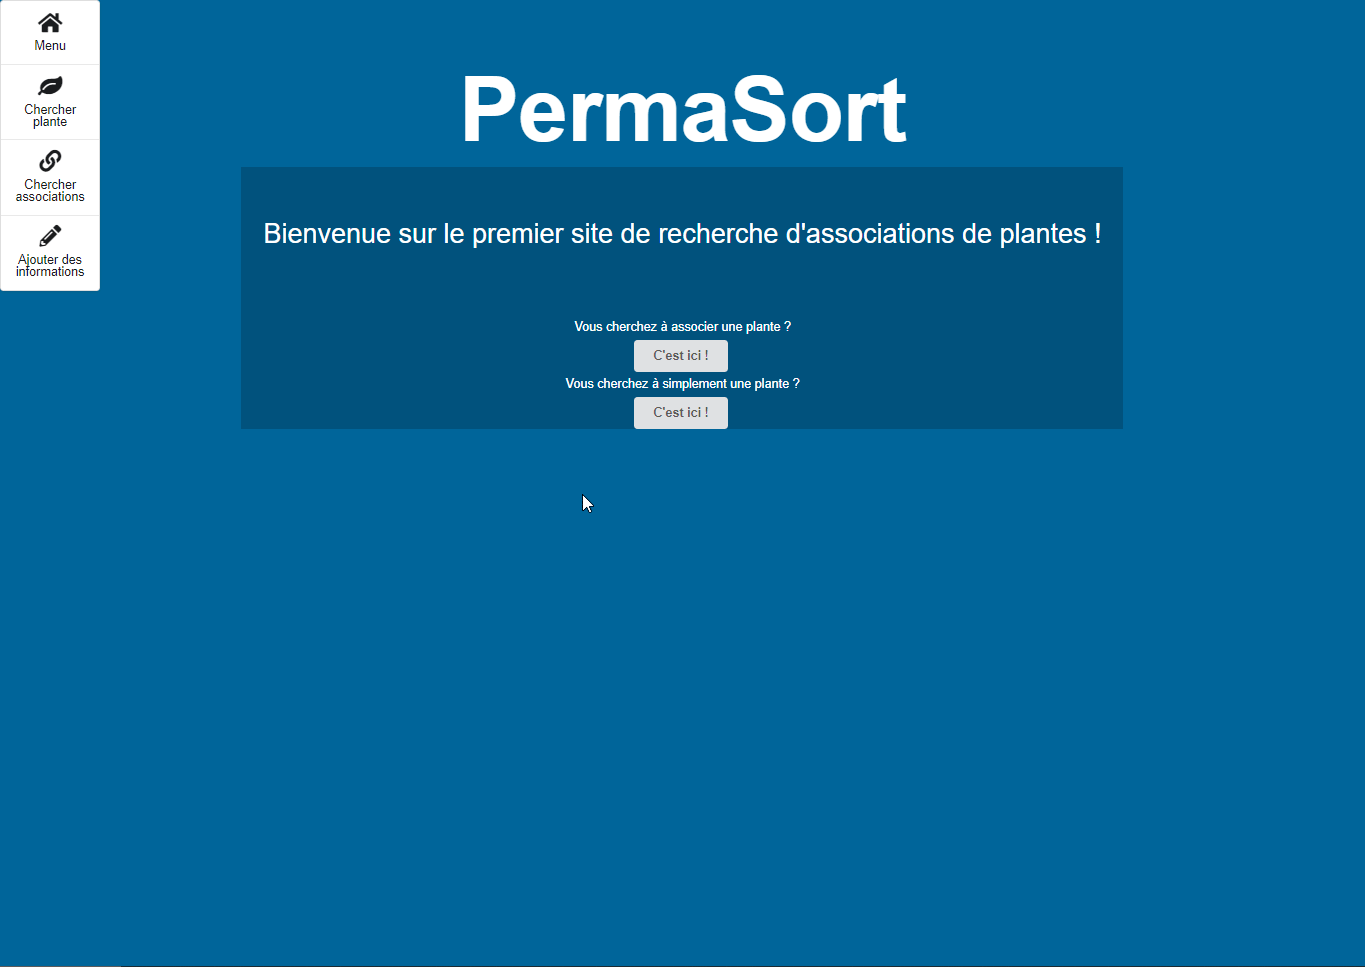 Menu
Chercher
plante
Chercher
associations
Ajouter des
informations
PermaSort
Bienvenue sur le premier site de recherche d'associations de plantes !
Vous cherchez à associer une plante ?
C'est ici !
Vous cherchez à simplement une plante ?
C'est ici !